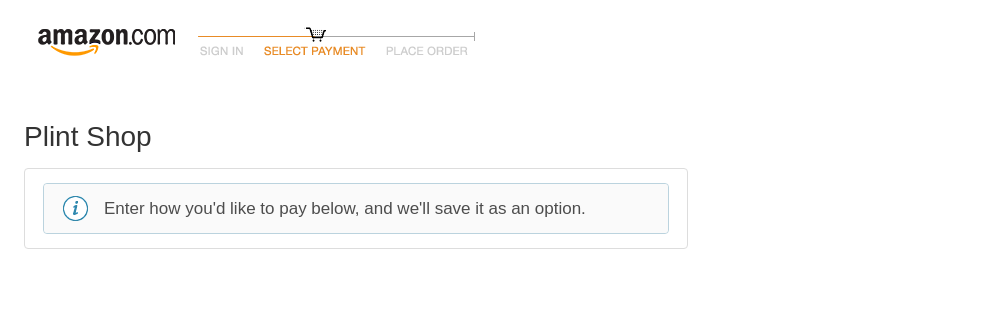 amazon.com
SIGN IN SELECT PAYMENT PLACE ORDER
Plint Shop
Enter how you'd like to pay below, and we'll save it as an option.